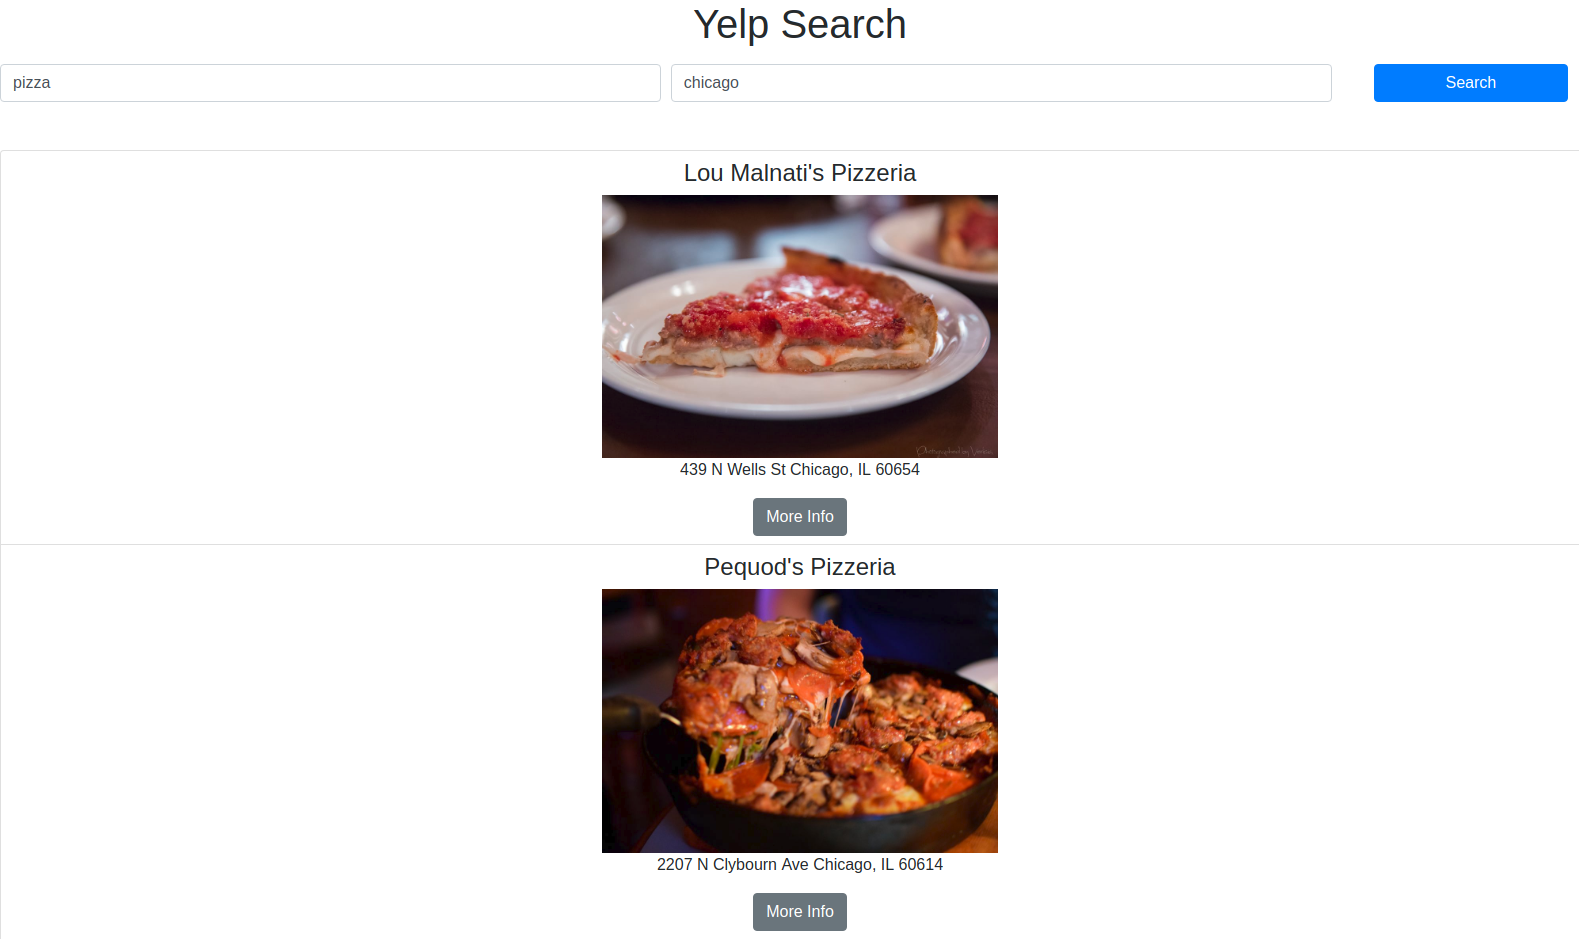 Yelp Search
pizza
chicago
Search
Lou Malnati's Pizzeria
439 N Wells St Chicago, IL 60654
More Info
Pequod's Pizzeria
2207 N Clybourn Ave Chicago, IL 60614
More Info